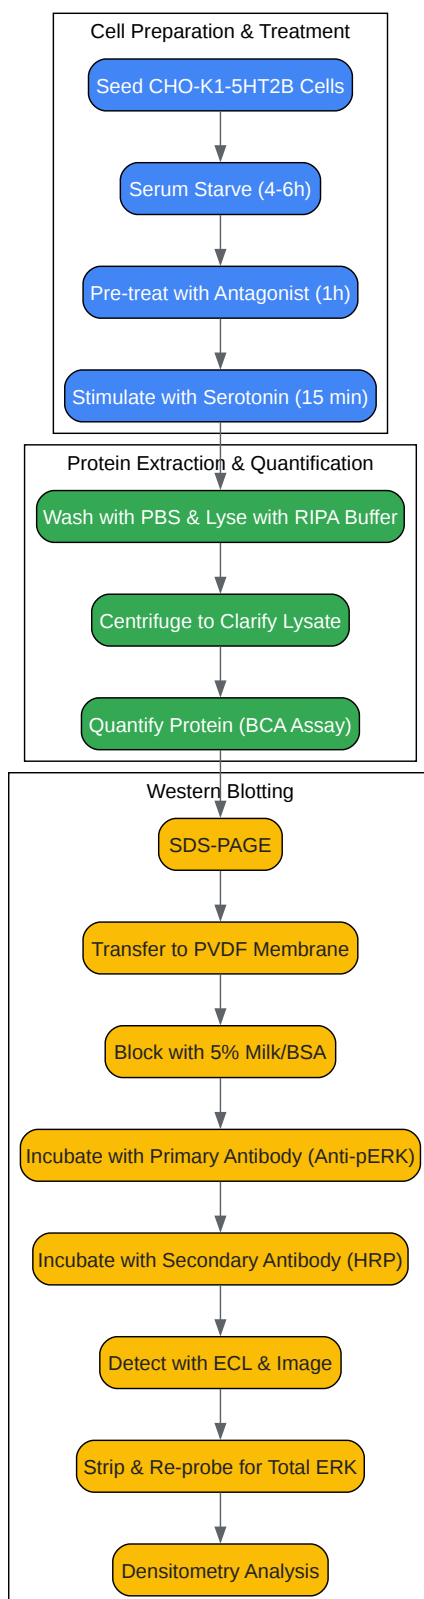 Cell Preparation & Treatment
Seed CHO-K1-5HT2B Cells
Serum Starve (4-6h)
Pre-treat with Antagonist (1h)
Stimulate with Serotonin (15 min)
Protein Extraction & Quantification
Wash with PBS & Lyse with RIPA Buffer
Centrifuge to Clarify Lysate
Quantify Protein (BCA Assay)
Western Blotting
SDS-PAGE
Transfer to PVDF Membrane
Block with 5% Milk/BSA
Incubate with Primary Antibody (Anti-pERK)
Incubate with Secondary Antibody (HRP)
Detect with ECL & Image
Strip & Re-probe for Total ERK
Densitometry Analysis